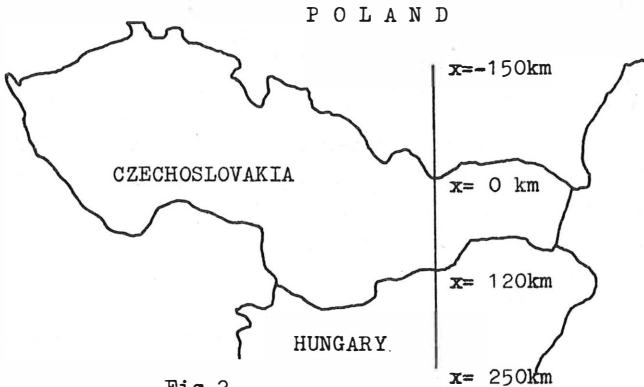 P O L A N D
x=-150km
CZECHOSLOVAKIA
x= 0 km
x= 120km
HUNGARY.
x= 250km
Fig.2